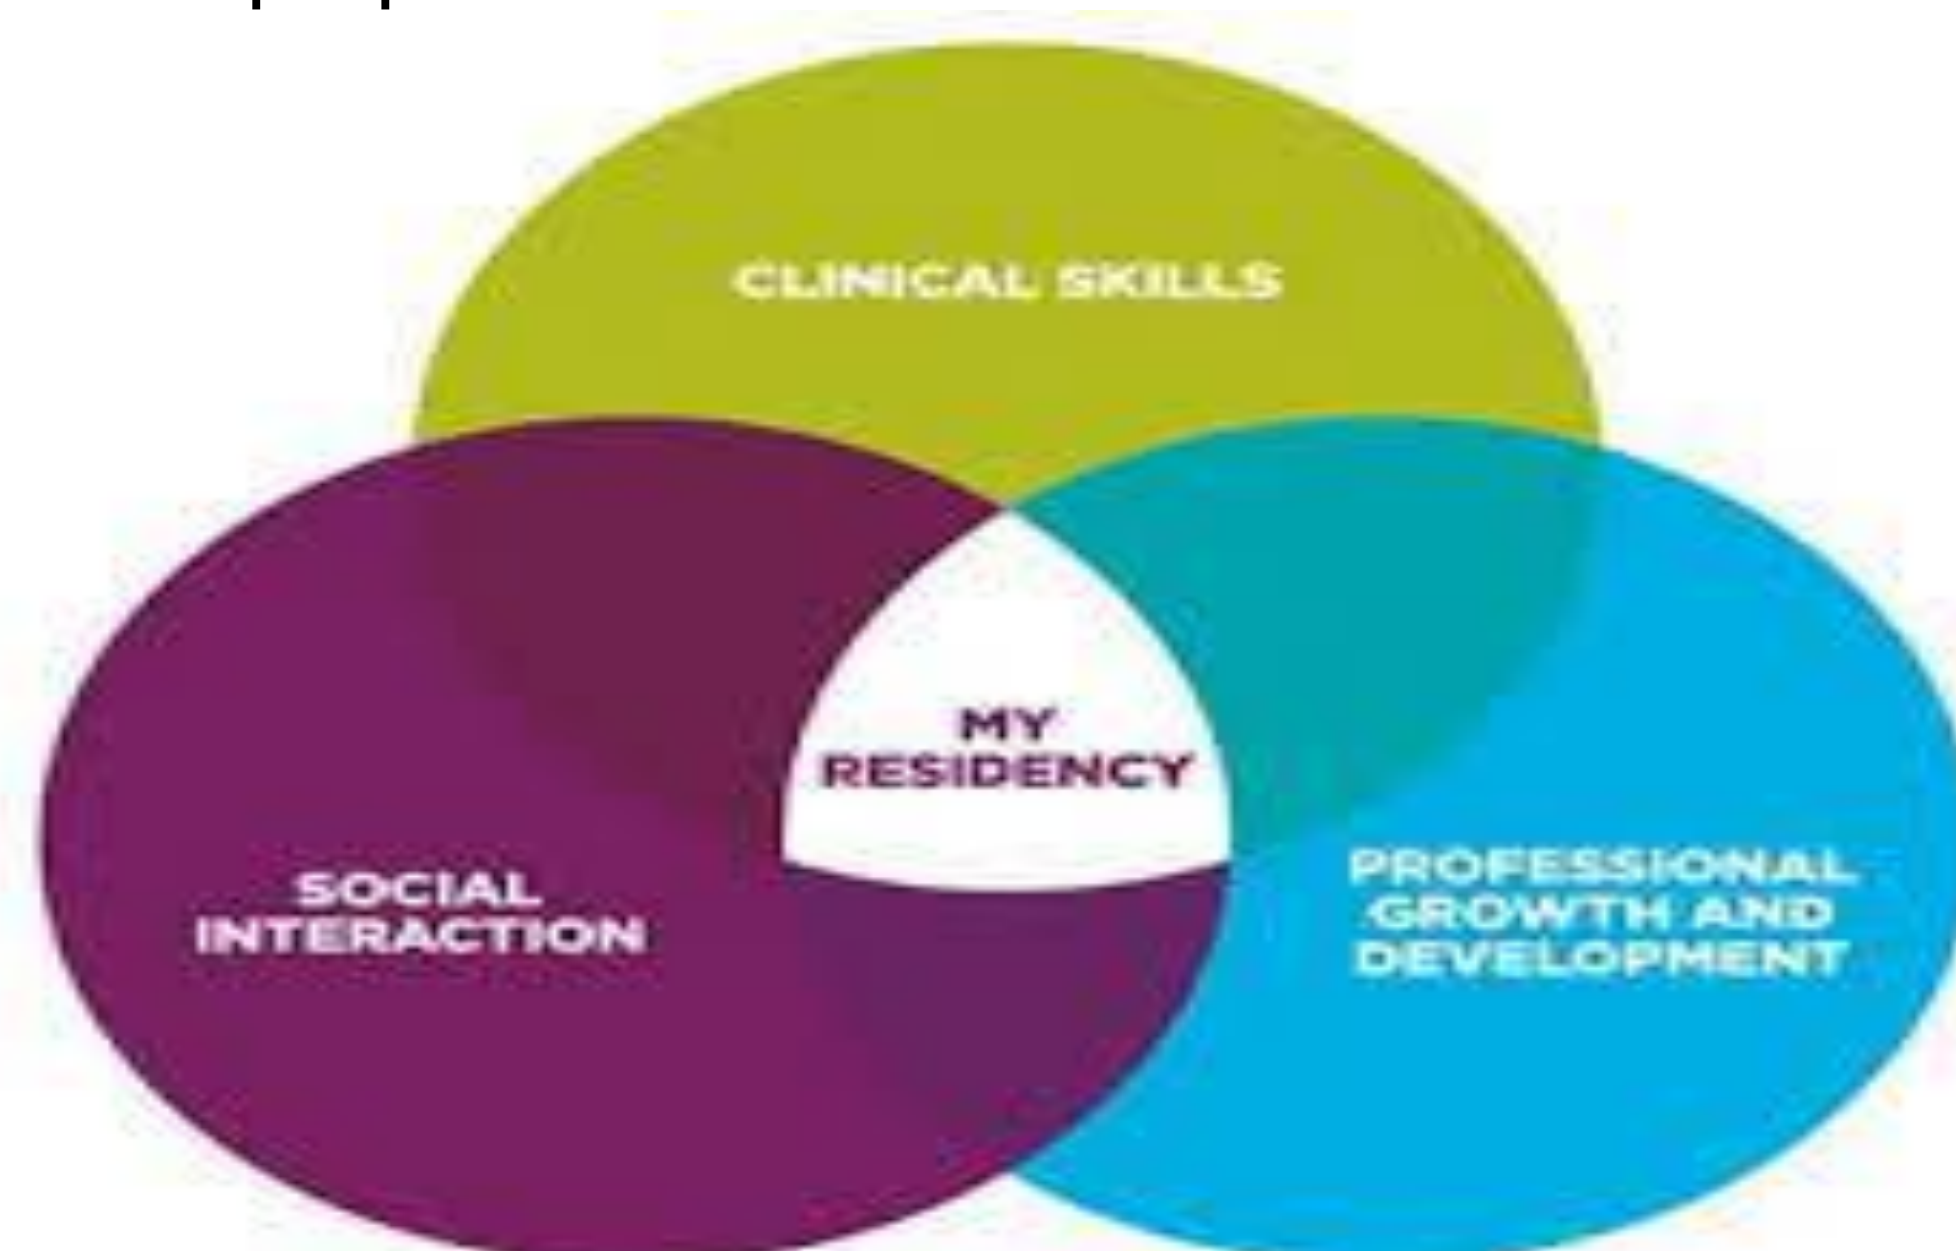 CLINICAL SKILLS
MY
RESIDENCY
SOCIAL
INTERACTION
PROFESSIONAL
GROWTH AND
DEVELOPMENT